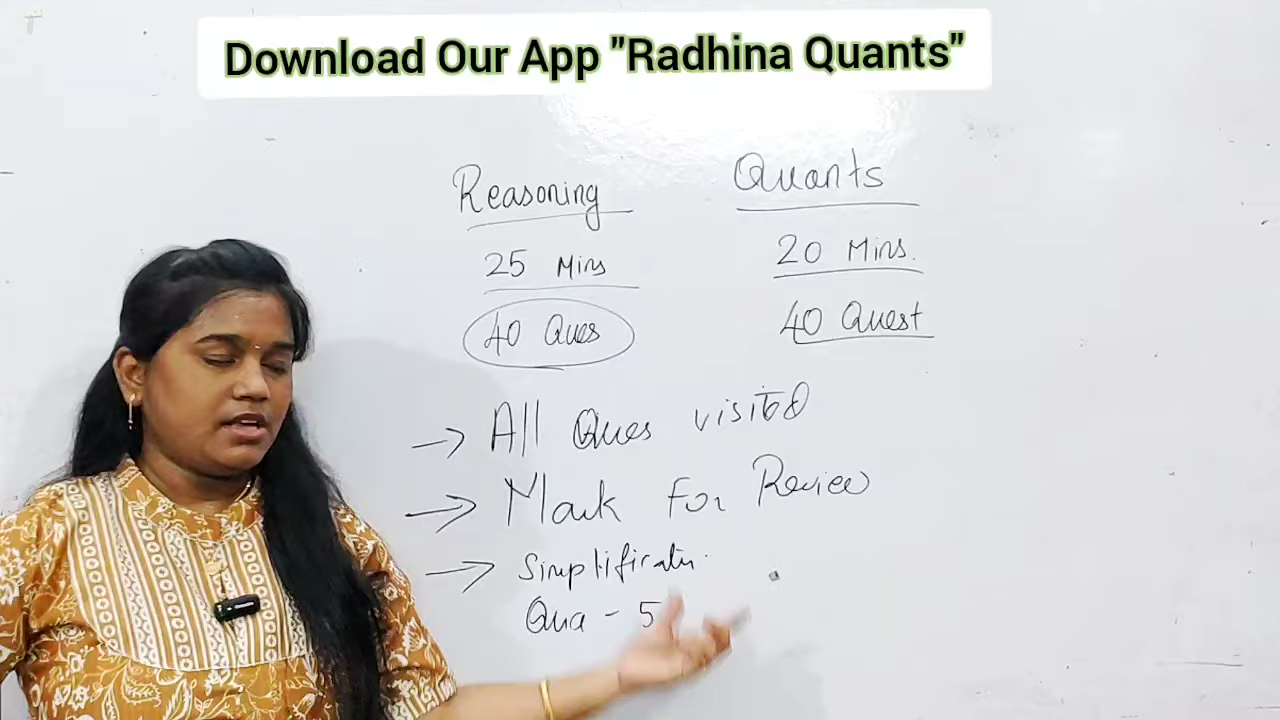 Download Our App "Radhina Quants"
Reasoning
Quants
25 Mins
20 Mins.
40 Ques
40 Quest
→ All Ques visited
→ Mark For Review
→ Simplification
Qua - 5